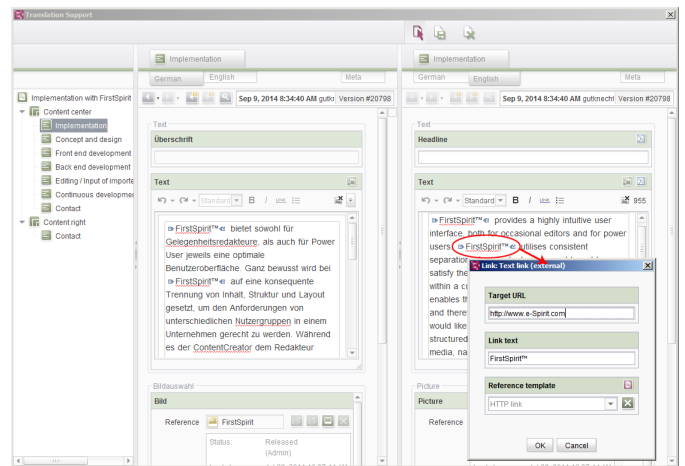 Translation Support
Implementation
Implementation
German English Meta
German English Meta
Sep 9, 2014 8:34:40 AM Version #20798
Sep 9, 2014 8:34:40 AM gutknecht Version #20798
Implementation with FirstSpirit
Content center
Implementation
Concept and design
Front end development
Back end development
Editing / Input of importe
Continuous developme
Contact
Content right
Contact
Text
Überschrift
Text
Standard B I LINK
FirstSpirit™ bietet sowohl für
Gelegenheitsredakteure, als auch für Power
User jeweils eine optimale
Benutzeroberfläche. Ganz bewusst wird bei
FirstSpirit™ auf eine konsequente
Trennung von Inhalt, Struktur und Layout
gesetzt, um den Anforderungen von
unterschiedlichen Nutzergruppen in einem
Unternehmen gerecht zu werden. Während
es der ContentCreator dem Redakteur
Bildauswahl
Bild
Reference FirstSpirit
Status: Released
(Admin)
Text
Headline
Text
Standard B I LINK 955
FirstSpirit™ provides a highly intuitive user
interface, both for occasional editors and for power
users. FirstSpirit™ utilises consistent
separation
satisfy the
within a co
enables th
and there
would like
structured
media, na
Picture
Picture
Reference
Link: Text link (external)
Target URL
http://www.e-Spirit.com
Link text
FirstSpirit™
Reference template
HTTP link
OK Cancel